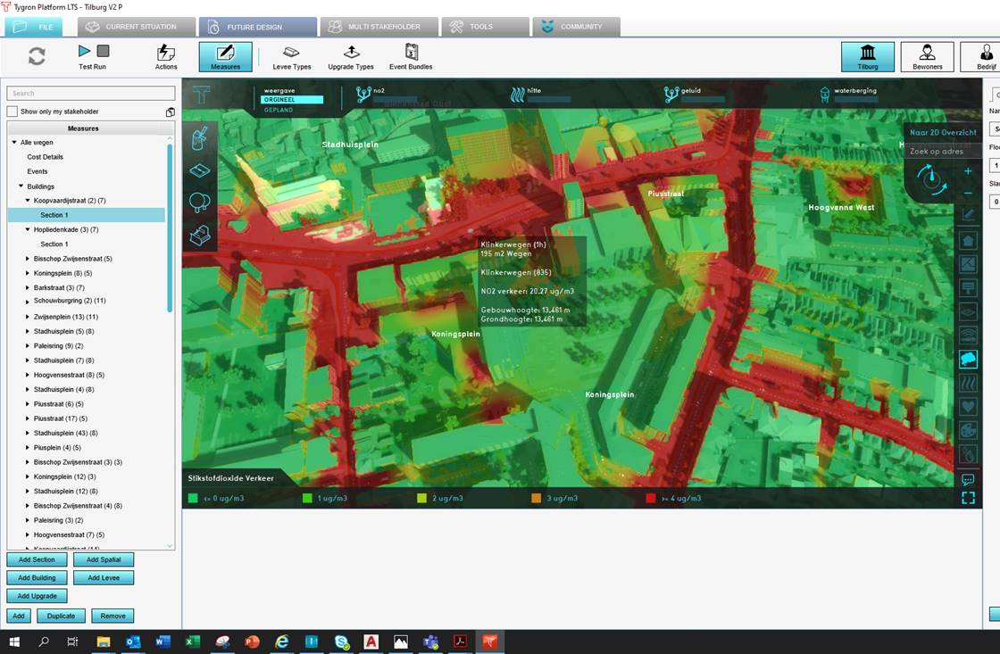 Tygron Platform LTS - Tilburg V2 P
FILE
CURRENT SITUATION
FUTURE DESIGN
MULTI STAKEHOLDER
TOOLS
COMMUNITY
Test Run
Actions
Measures
Levee Types
Upgrade Types
Event Bundles
Tilburg
Bewoners
Bedrijf
Search
Show only my stakeholder
Measures
Alle wegen
Cost Details
Events
Buildings
Koopvaardijstraat (2) (7)
Section 1
Hopliedenkade (3) (7)
Section 1
Bisschop Zwijsenstraat (5)
Koningsplein (8) (5)
Barkstraat (3) (7)
Schouwburgring (2) (11)
Zwijsenplein (13) (11)
Stadhuisplein (5) (8)
Paleisring (9) (2)
Stadhuisplein (7) (8)
Hoogvensestraat (8) (5)
Stadhuisplein (4) (8)
Piusstraat (6) (5)
Piusstraat (17) (5)
Stadhuisplein (43) (8)
Piusplein (4) (5)
Bisschop Zwijsenstraat (3) (3)
Koningsplein (12) (3)
Stadhuisplein (12) (8)
Bisschop Zwijsenstraat (4) (8)
Paleisring (3) (2)
Hoogvensestraat (7) (5)
Add Section
Add Spatial
Add Building
Add Levee
Add Upgrade
Add
Duplicate
Remove
weergave
ORGINEEL
GEPLAND
no2
hitte
geluid
waterberging
Naar 2D Overzicht
Zoek op adres
Stadhuisplein
Piusstraat
Hoogvenne West
Klinkerwegen (1h)
195 m2 Wegen
Klinkerwegen (835)
NO2 verkeer: 20.27 ug/m3
Gebouwhoogte: 13,461 m
Grondhoogte: 13,461 m
Koningsplein
Koningsplein
Stikstofdioxide Verkeer
<= 0 ug/m3
1 ug/m3
2 ug/m3
3 ug/m3
>= 4 ug/m3
Nar
Floo
1
Slar
0